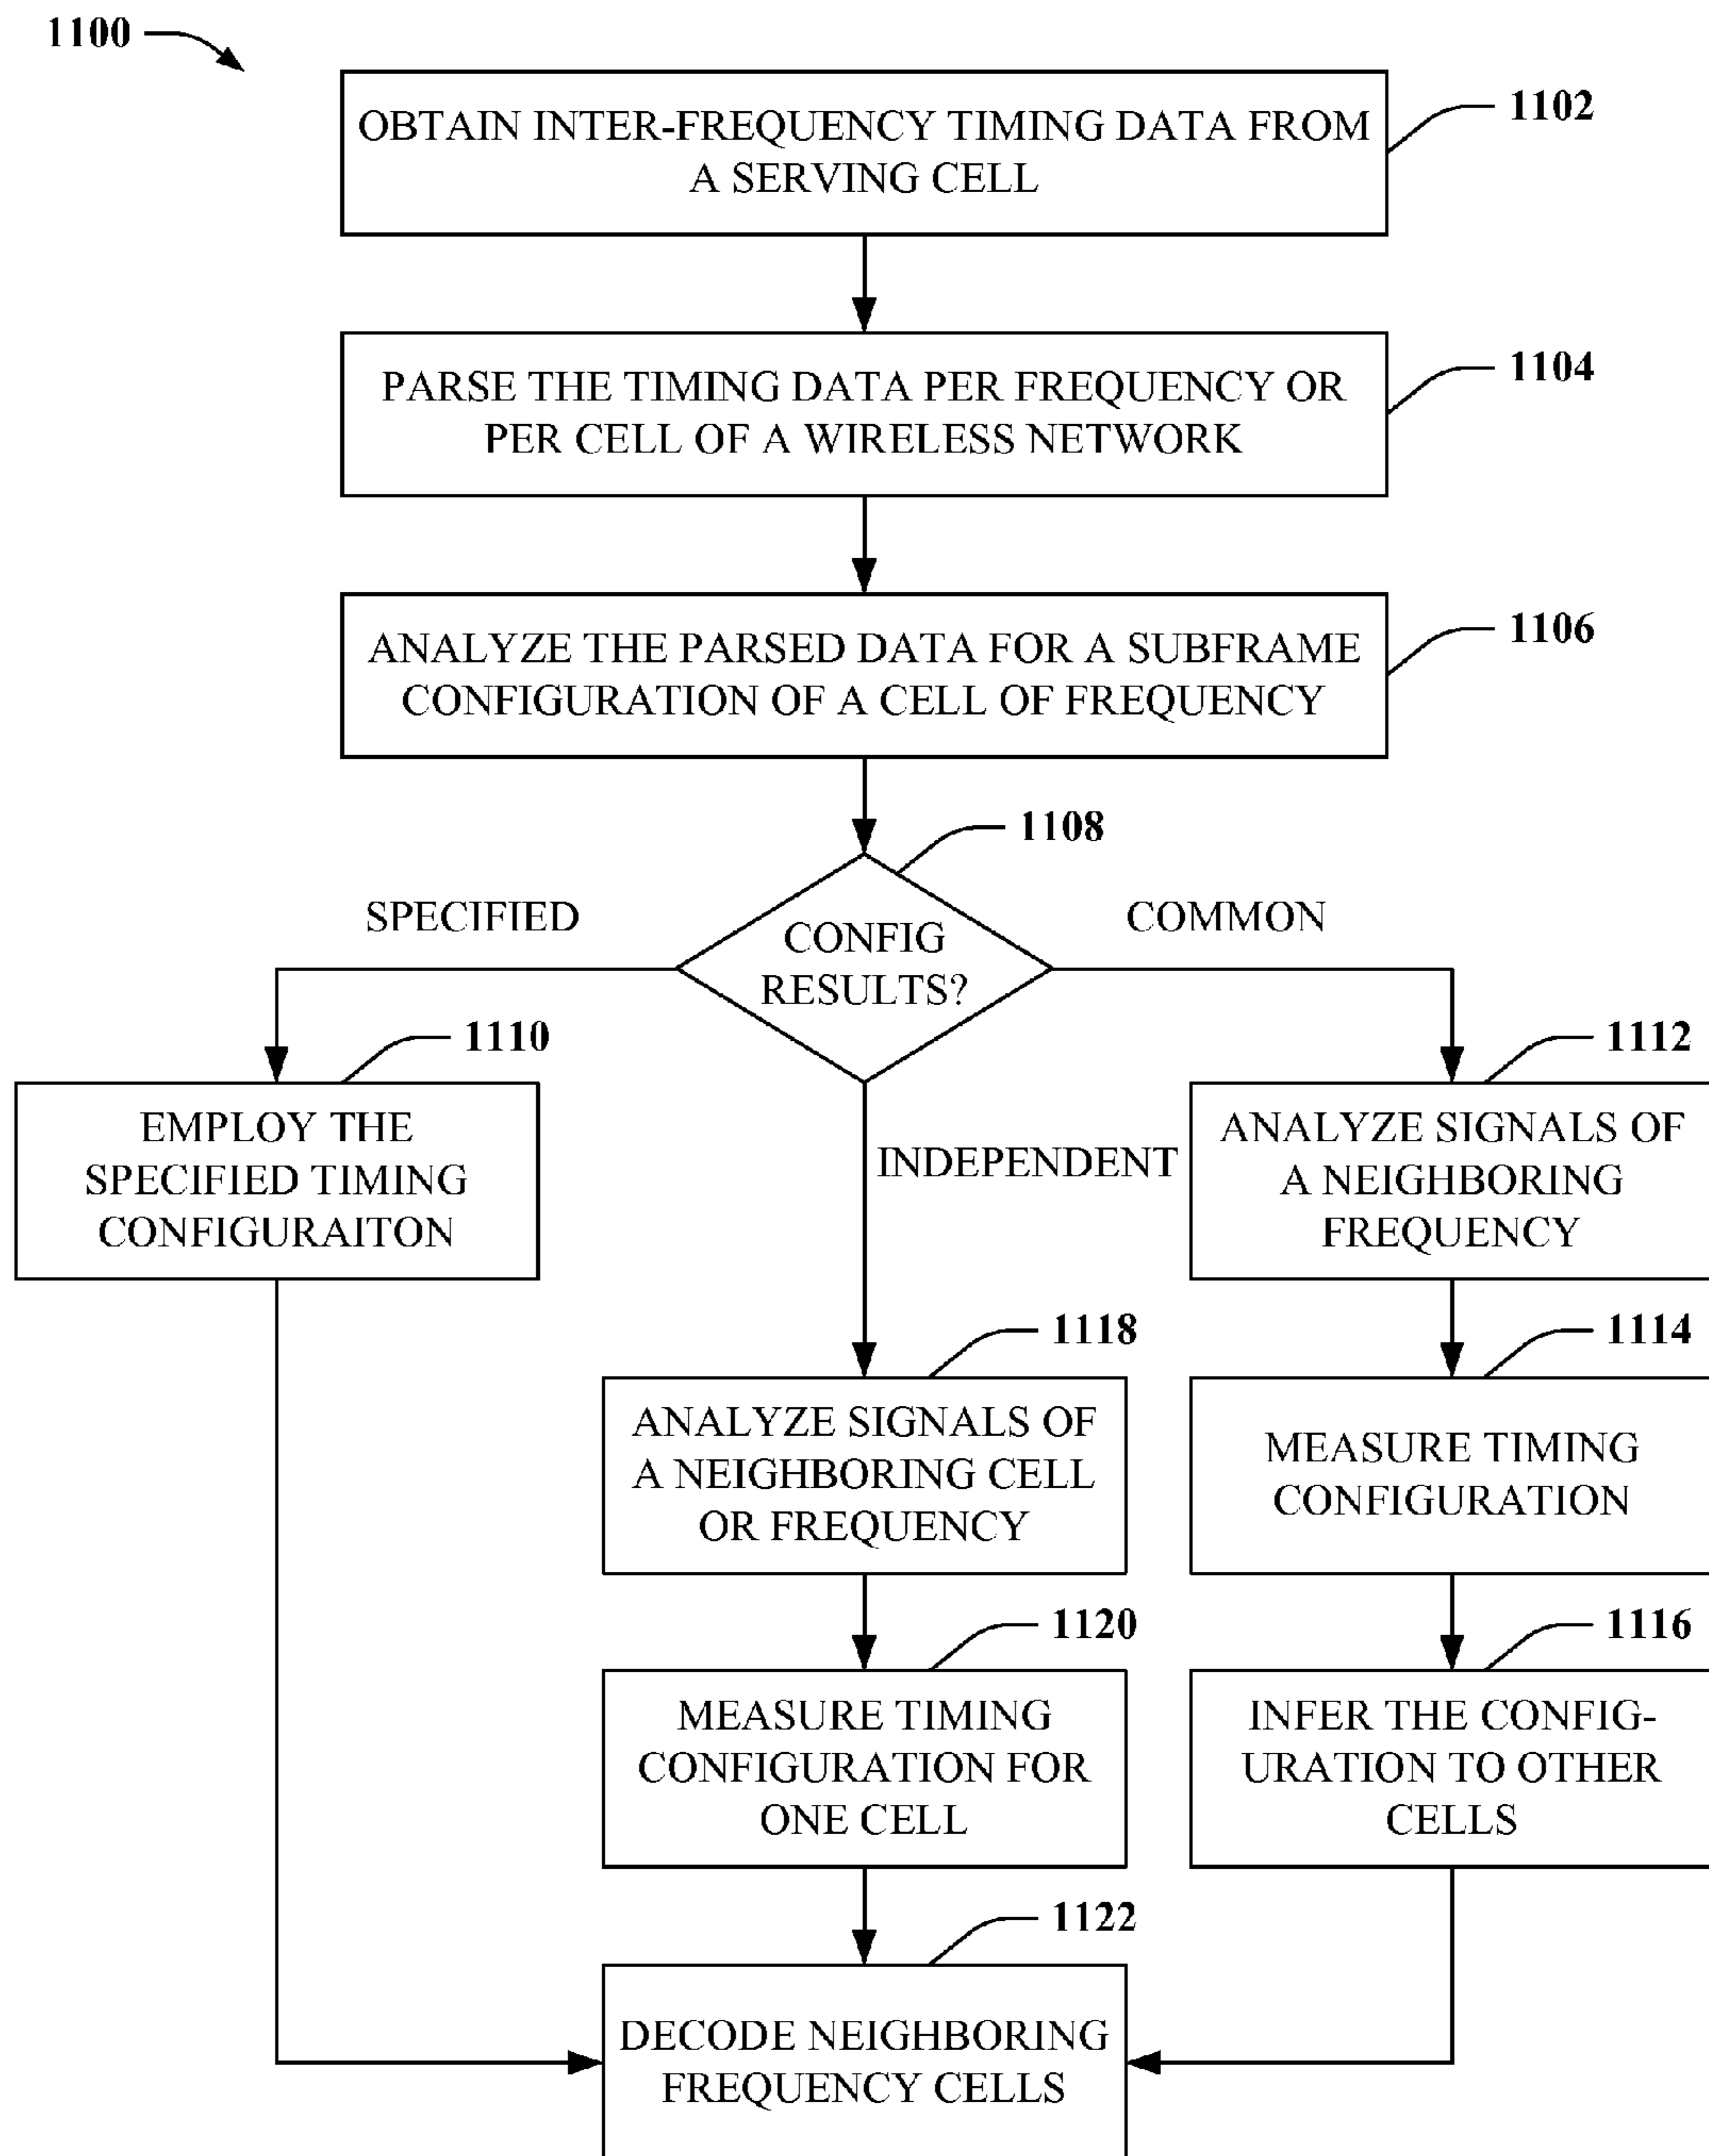 1100
OBTAIN INTER-FREQUENCY TIMING DATA FROM
A SERVING CELL
1102
PARSE THE TIMING DATA PER FREQUENCY OR
PER CELL OF A WIRELESS NETWORK
1104
ANALYZE THE PARSED DATA FOR A SUBFRAME
CONFIGURATION OF A CELL OF FREQUENCY
1106
1108
CONFIG
RESULTS?
SPECIFIED
COMMON
INDEPENDENT
1110
EMPLOY THE
SPECIFIED TIMING
CONFIGURAITON
1112
ANALYZE SIGNALS OF
A NEIGHBORING
FREQUENCY
1118
ANALYZE SIGNALS OF
A NEIGHBORING CELL
OR FREQUENCY
1114
MEASURE TIMING
CONFIGURATION
1120
MEASURE TIMING
CONFIGURATION FOR
ONE CELL
1116
INFER THE CONFIG-
URATION TO OTHER
CELLS
1122
DECODE NEIGHBORING
FREQUENCY CELLS